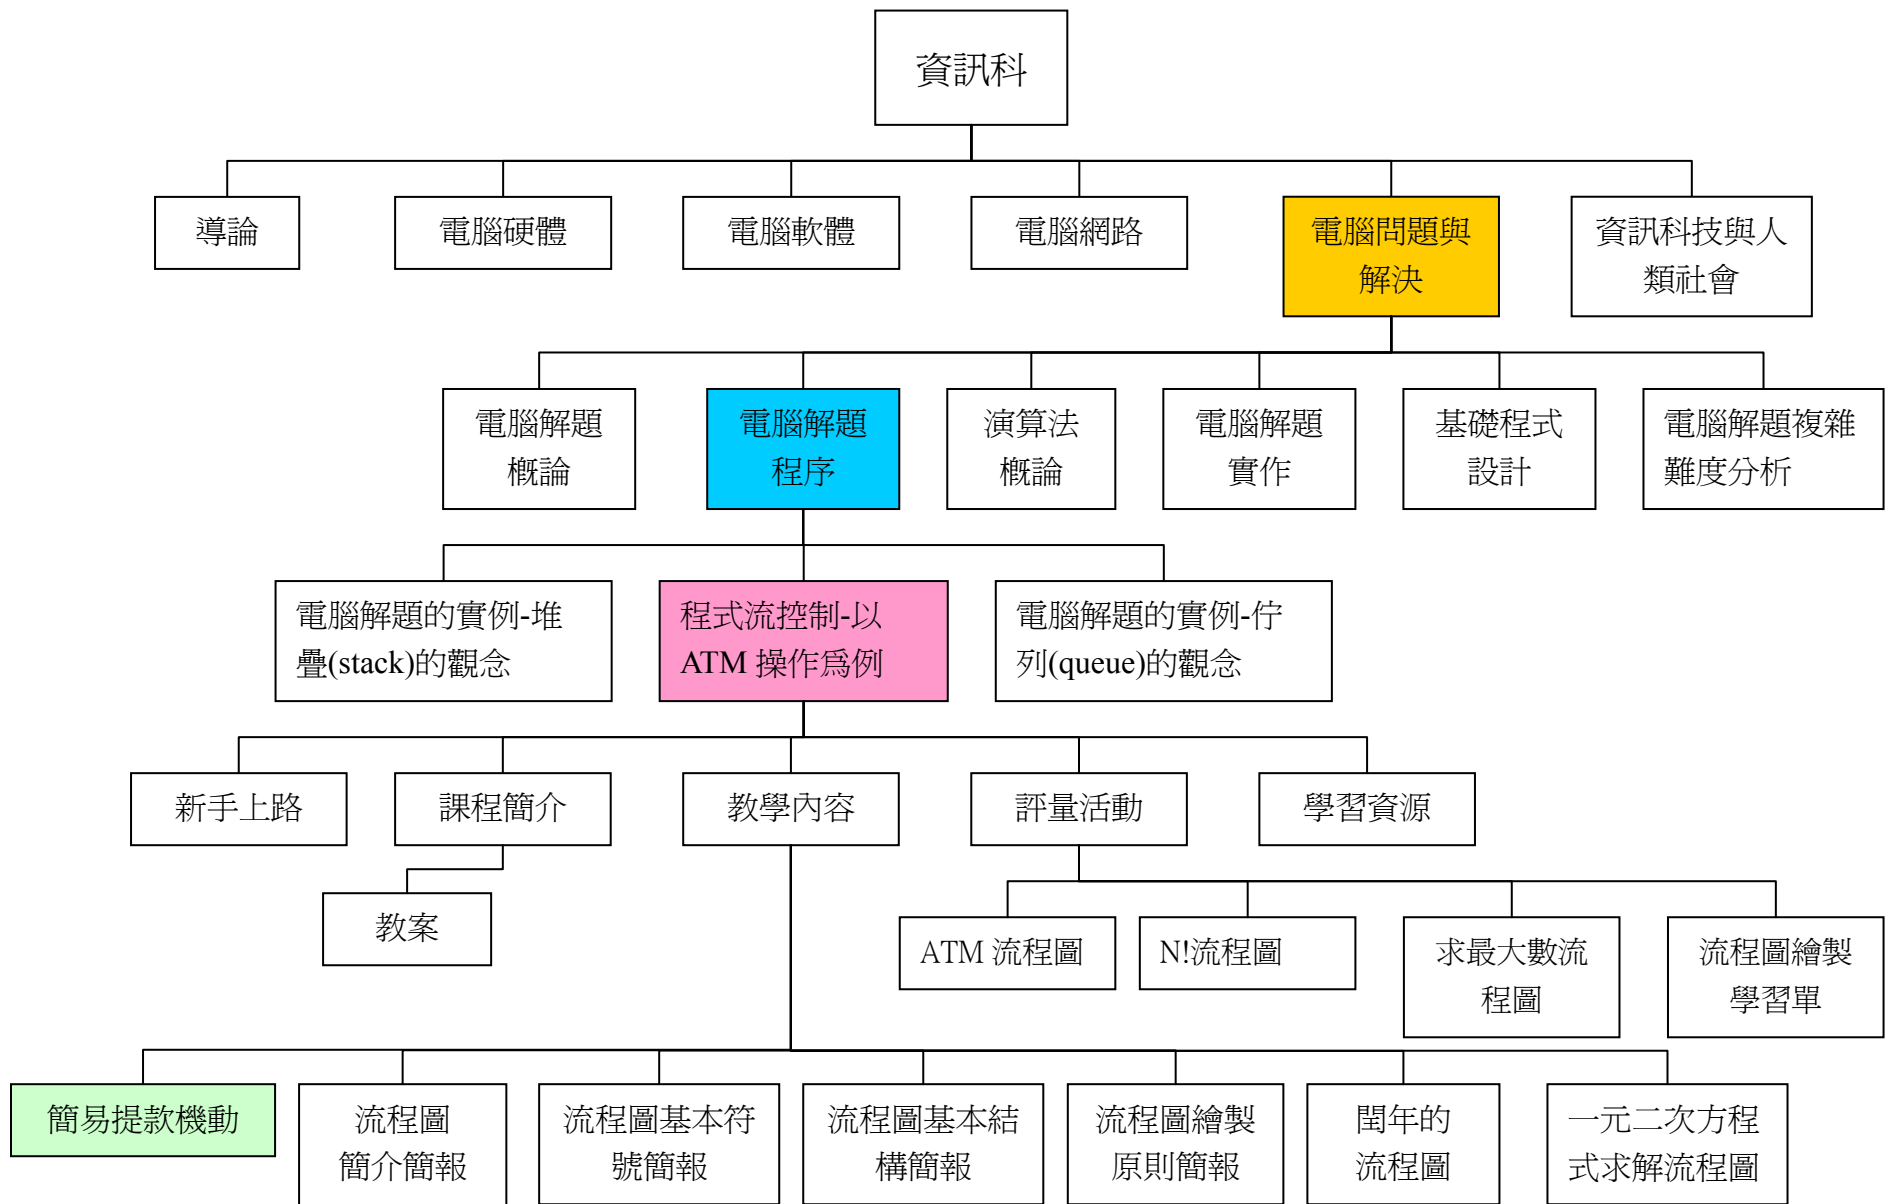 資訊科
導論
電腦硬體
電腦軟體
電腦網路
電腦問題與
解決
資訊科技與人
類社會
電腦解題
概論
電腦解題
程序
演算法
概論
電腦解題
實作
基礎程式
設計
電腦解題複雜
難度分析
電腦解題的實例-堆
疊(stack)的觀念
程式流控制-以
ATM 操作為例
電腦解題的實例-佇
列(queue)的觀念
新手上路
課程簡介
教學內容
評量活動
學習資源
教案
ATM 流程圖
N!流程圖
求最大數流
程圖
流程圖繪製
學習單
簡易提款機動
流程圖
簡介簡報
流程圖基本符
號簡報
流程圖基本結
構簡報
流程圖繪製
原則簡報
閏年的
流程圖
一元二次方程
式求解流程圖